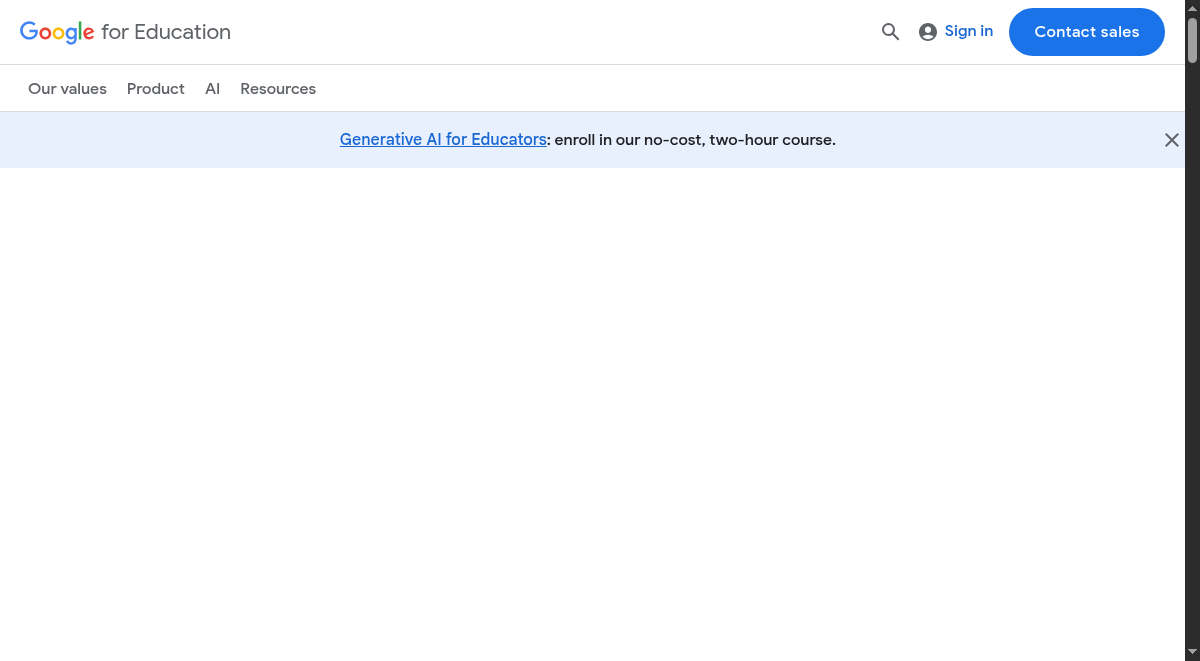 Google for Education
Sign in
Contact sales
Our values
Product
AI
Resources
Generative AI for Educators: enroll in our no-cost, two-hour course.